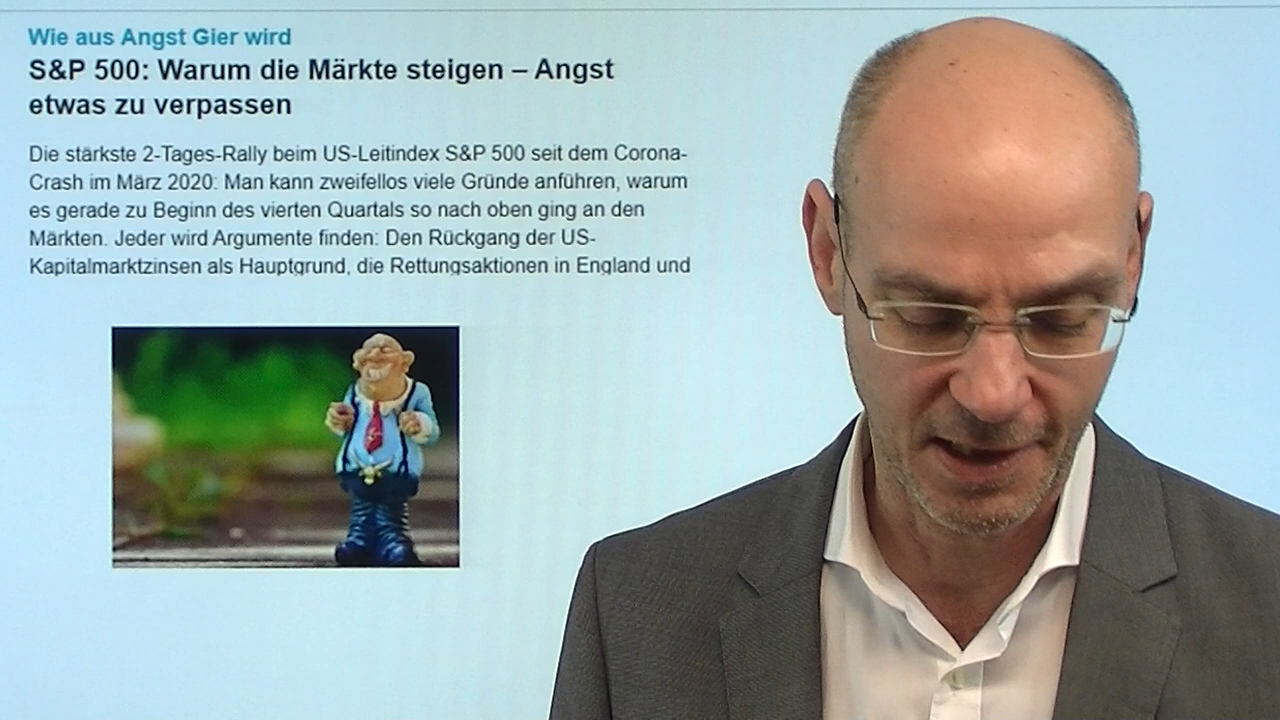 Wie aus Angst Gier wird
S&P 500: Warum die Märkte steigen – Angst
etwas zu verpassen
Die stärkste 2-Tages-Rally beim US-Leitindex S&P 500 seit dem Corona-
Crash im März 2020: Man kann zweifellos viele Gründe anführen, warum
es gerade zu Beginn des vierten Quartals so nach oben ging an den
Märkten. Jeder wird Argumente finden: Den Rückgang der US-
Kapitalmarktzinsen als Hauptgrund, die Rettungsaktionen in England und